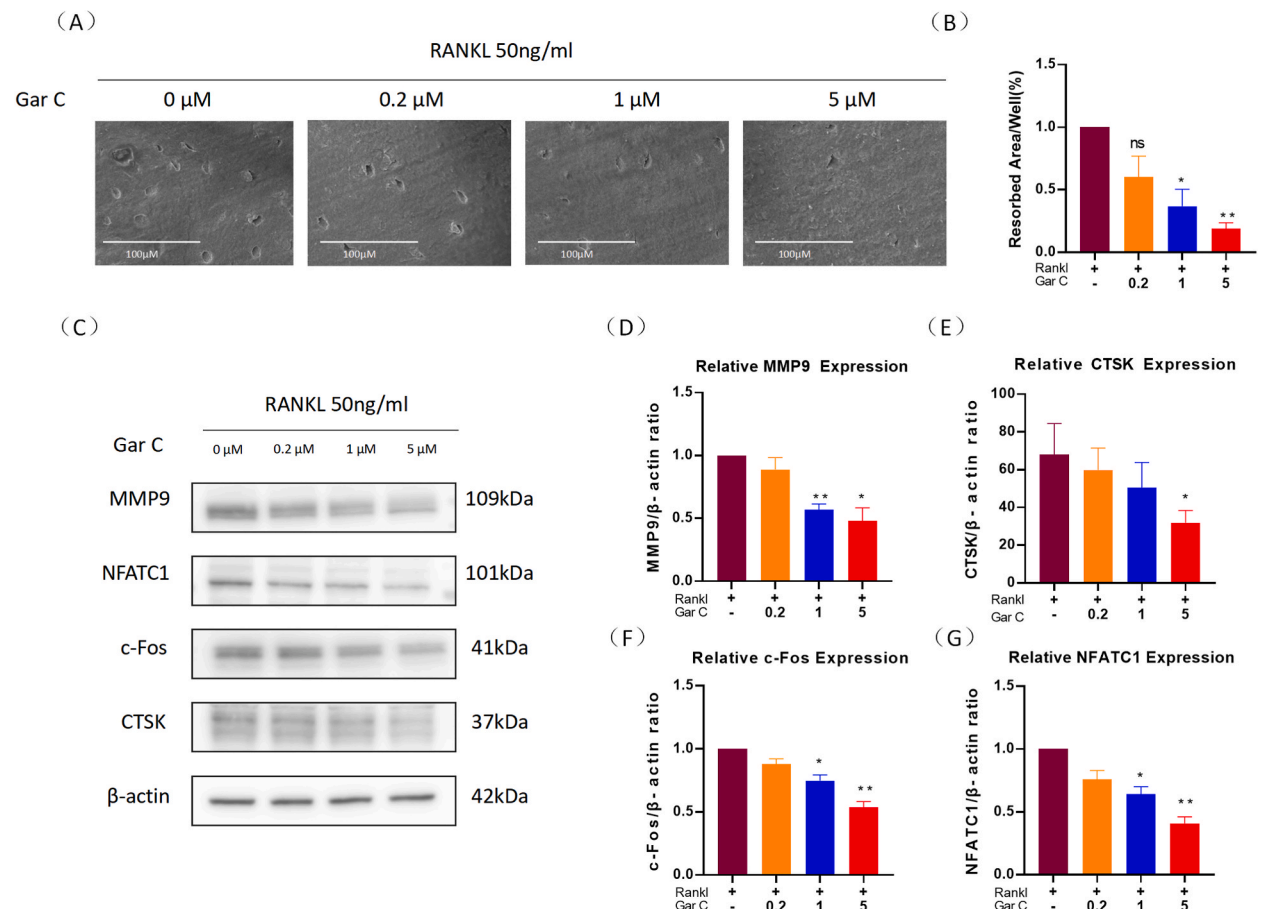 （A）
RANKL 50ng/ml
Gar C 0 μM 0.2 μM 1 μM 5 μM
100μM 100μM 100μM 100μM
（B）
Resorbed Area/Well(%)
1.5
1.0
0.5
0.0
ns * **
Rankl + + + +
Gar C - 0.2 1 5
（C）
RANKL 50ng/ml
Gar C 0 μM 0.2 μM 1 μM 5 μM
MMP9 109kDa
NFATC1 101kDa
c-Fos 41kDa
CTSK 37kDa
β-actin 42kDa
（D）
Relative MMP9 Expression
MMP9/β- actin ratio
1.5
1.0
0.5
0.0
** *
Rankl + + + +
Gar C - 0.2 1 5
（E）
Relative CTSK Expression
CTSK/β- actin ratio
100
80
60
40
20
0
*
Rankl + + + +
Gar C - 0.2 1 5
（F）
Relative c-Fos Expression
c-Fos/β- actin ratio
1.5
1.0
0.5
0.0
* **
Rankl + + + +
Gar C - 0.2 1 5
（G）
Relative NFATC1 Expression
NFATC1/β- actin ratio
1.5
1.0
0.5
0.0
* **
Rankl + + + +
Gar C - 0.2 1 5